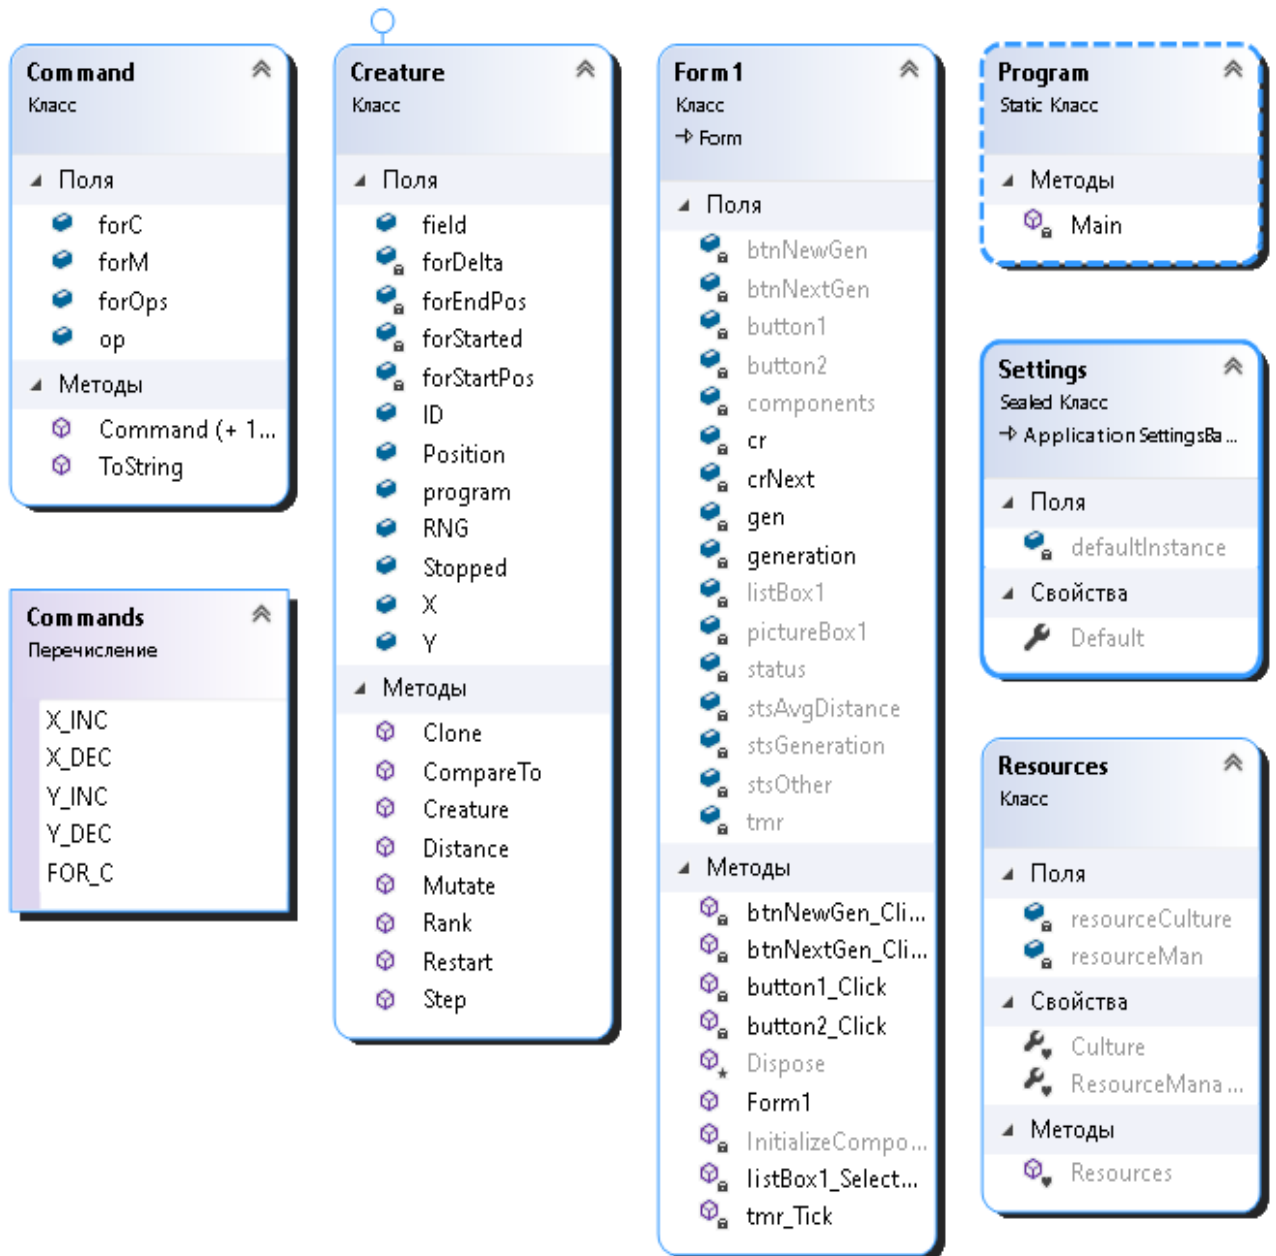 Command
Класс
Поля
forC
forM
forOps
op
Методы
Command (+ 1...
ToString
Commands
Перечисление
X_INC
X_DEC
Y_INC
Y_DEC
FOR_C
Creature
Класс
Поля
field
forDelta
forEndPos
forStarted
forStartPos
ID
Position
program
RNG
Stopped
X
Y
Методы
Clone
CompareTo
Creature
Distance
Mutate
Rank
Restart
Step
Form1
Класс
Form
Поля
btnNewGen
btnNextGen
button1
button2
components
cr
crNext
gen
generation
listBox1
pictureBox1
status
stsAvgDistance
stsGeneration
stsOther
tmr
Методы
btnNewGen_Cli...
btnNextGen_Cli...
button1_Click
button2_Click
Dispose
Form1
InitializeCompo...
listBox1_Select...
tmr_Tick
Program
Static Класс
Методы
Main
Settings
Sealed Класс
ApplicationSettingsBa...
Поля
defaultInstance
Свойства
Default
Resources
Класс
Поля
resourceCulture
resourceMan
Свойства
Culture
ResourceMana...
Методы
Resources